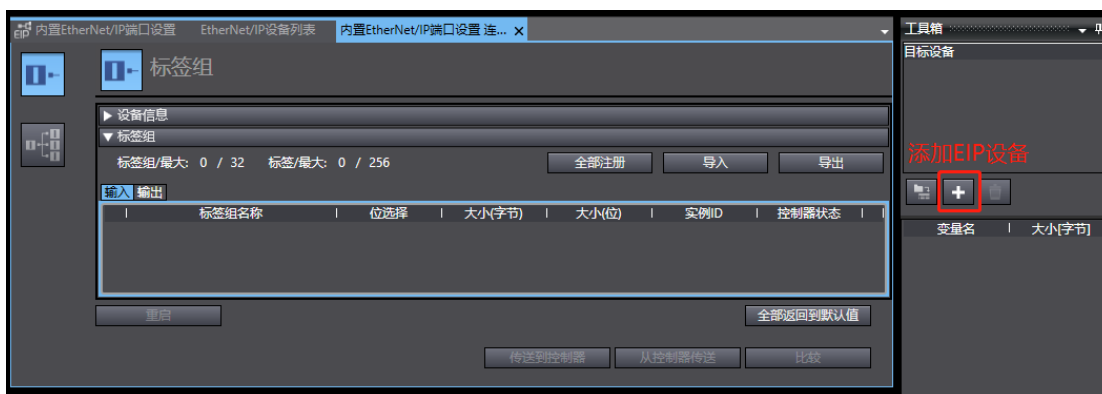 内置EtherNet/IP端口设置 EtherNet/IP设备列表 内置EtherNet/IP端口设置 连... x
工具箱
目标设备
标签组
▶ 设备信息
▼ 标签组
标签组/最大: 0 / 32 标签/最大: 0 / 256 全部注册 导入 导出
添加EIP设备
输入 输出
标签组名称 | 位选择 | 大小(字节) | 大小(位) | 实例ID | 控制器状态
变量名 | 大小[字节]
重启 全部返回到默认值
传送到控制器 从控制器传送 比较